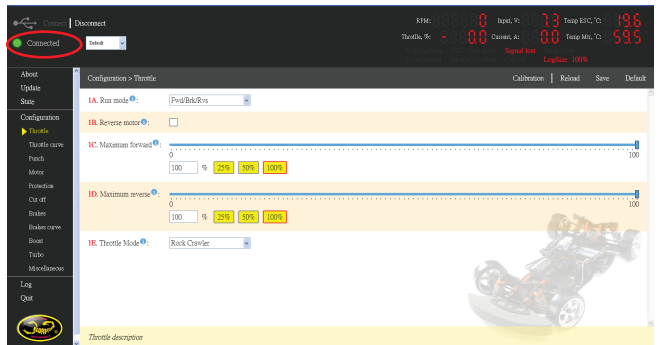 Connect Disconnect
Connected
Default
RPM: 0 Input, V: 7.3 Temp ESC, °C: 19.6
Throttle, %: - 0.0 Current, A: 0.0 Temp Mtr, °C: 59.5
Signal lost
LogSize 100%
About
Update
State
Configuration
Throttle
Throttle curve
Punch
Motor
Protection
Cut off
Brakes
Brakes curve
Boost
Turbo
Miscellaneous
Log
Quit
Configuration > Throttle
Calibration Reload Save Default
1A. Run mode : Fwd/Brk/Rvs
1B. Reverse motor :
1C. Maximum forward :
0 100
100 % 25% 50% 100%
1D. Maximum reverse :
0 100
100 % 25% 50% 100%
1E. Throttle Mode : Rock Crawler
Throttle description